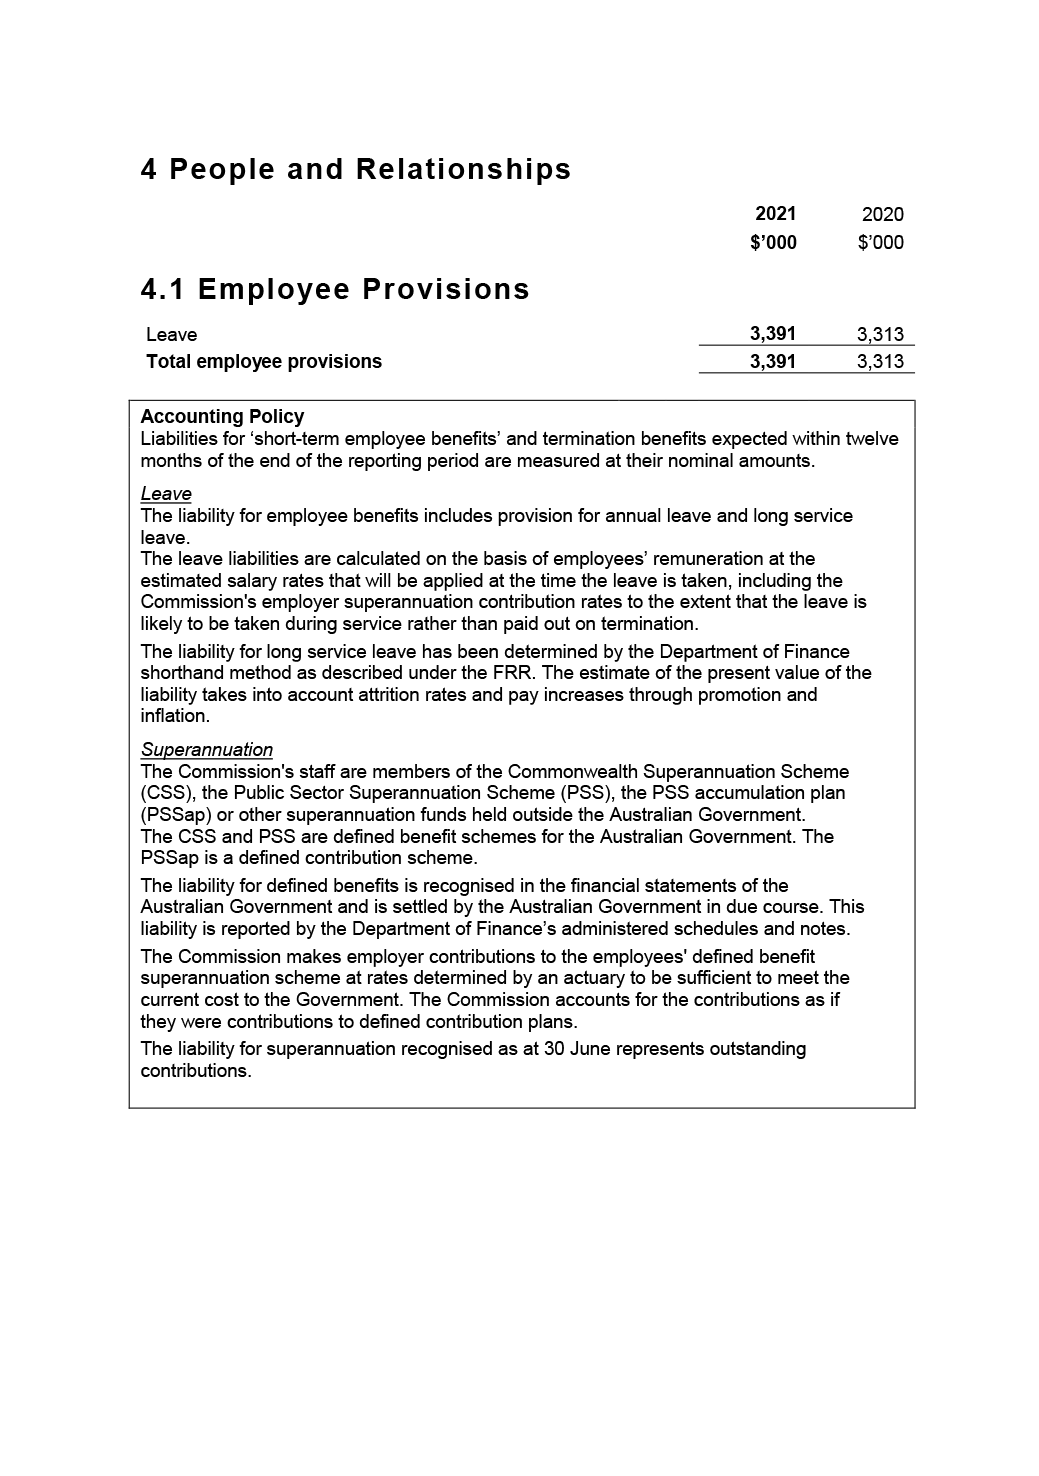 4 People and Relationships
2021 2020
$’000 $’000
4.1 Employee Provisions
Leave 3,391 3,313
Total employee provisions 3,391 3,313
Accounting Policy
Liabilities for ‘short-term employee benefits’ and termination benefits expected within twelve
months of the end of the reporting period are measured at their nominal amounts.
Leave
The liability for employee benefits includes provision for annual leave and long service
leave.
The leave liabilities are calculated on the basis of employees’ remuneration at the
estimated salary rates that will be applied at the time the leave is taken, including the
Commission's employer superannuation contribution rates to the extent that the leave is
likely to be taken during service rather than paid out on termination.
The liability for long service leave has been determined by the Department of Finance
shorthand method as described under the FRR. The estimate of the present value of the
liability takes into account attrition rates and pay increases through promotion and
inflation.
Superannuation
The Commission's staff are members of the Commonwealth Superannuation Scheme
(CSS), the Public Sector Superannuation Scheme (PSS), the PSS accumulation plan
(PSSap) or other superannuation funds held outside the Australian Government.
The CSS and PSS are defined benefit schemes for the Australian Government. The
PSSap is a defined contribution scheme.
The liability for defined benefits is recognised in the financial statements of the
Australian Government and is settled by the Australian Government in due course. This
liability is reported by the Department of Finance’s administered schedules and notes.
The Commission makes employer contributions to the employees' defined benefit
superannuation scheme at rates determined by an actuary to be sufficient to meet the
current cost to the Government. The Commission accounts for the contributions as if
they were contributions to defined contribution plans.
The liability for superannuation recognised as at 30 June represents outstanding
contributions.